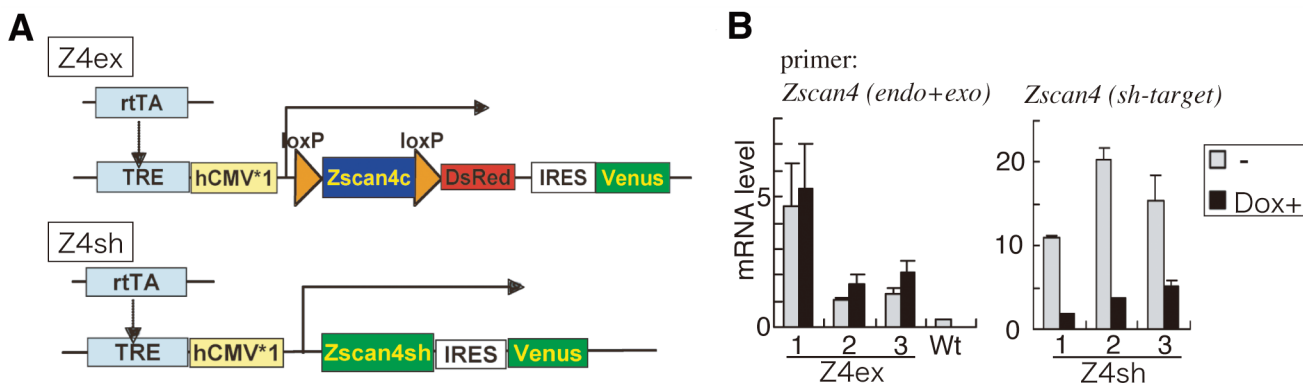 A
Z4ex
rtTA
loxP loxP
TRE hCMV*1 Zscan4c DsRed IRES Venus
Z4sh
rtTA
TRE hCMV*1 Zscan4sh IRES Venus
B
primer:
Zscan4 (endo+exo) Zscan4 (sh-target)
mRNA level
5
0
1 2 3 Wt
Z4ex
20
10
0
1 2 3
Z4sh
-
Dox+